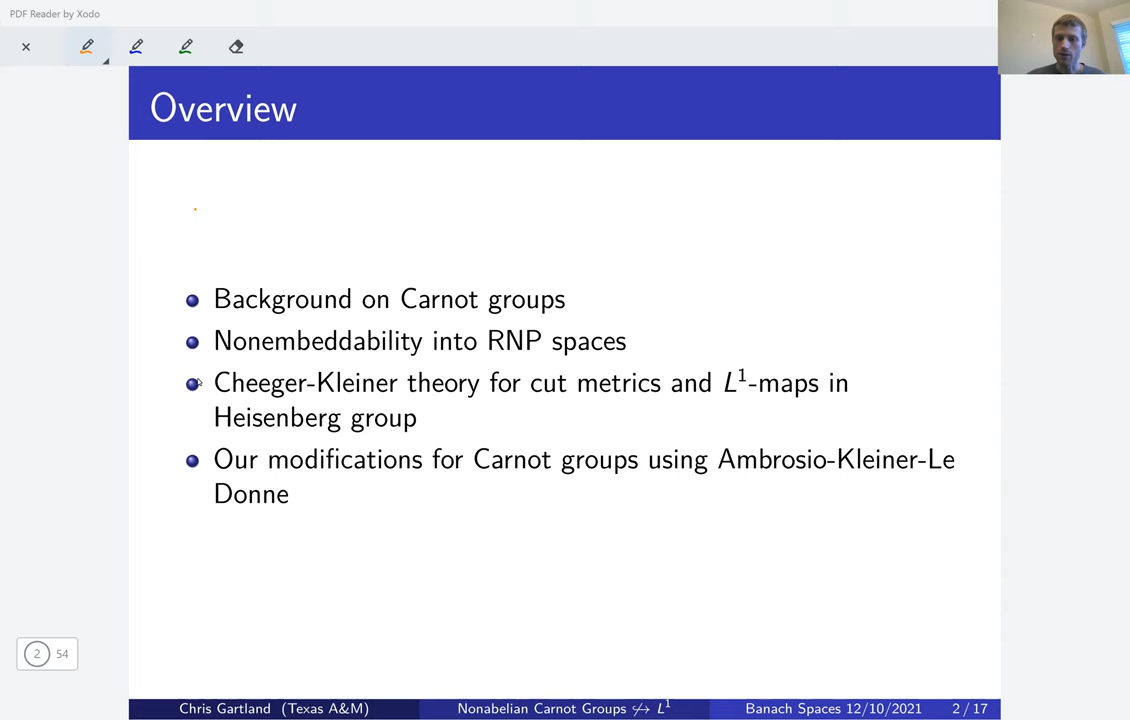 PDF Reader by Xodo
Overview
Background on Carnot groups
Nonembeddability into RNP spaces
Cheeger-Kleiner theory for cut metrics and L¹-maps in
Heisenberg group
Our modifications for Carnot groups using Ambrosio-Kleiner-Le
Donne
2 54
Chris Gartland (Texas A&M) Nonabelian Carnot Groups ↪̸ L¹ Banach Spaces 12/10/2021 2 / 17